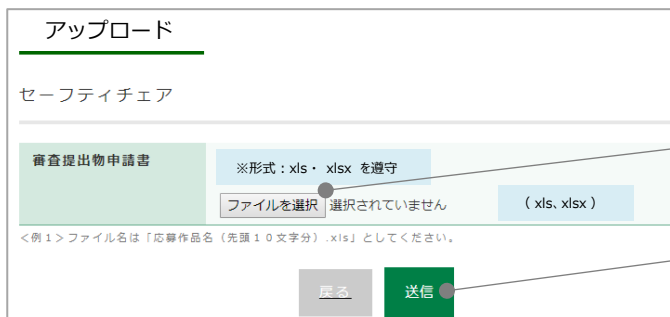 アップロード
セーフティチェア
審査提出物申請書
※形式：xls・ xlsx を遵守
ファイルを選択 選択されていません
（ xls、xlsx ）
＜例１＞ファイル名は「応募作品名（先頭１０文字分）.xls」としてください。
戻る
送信